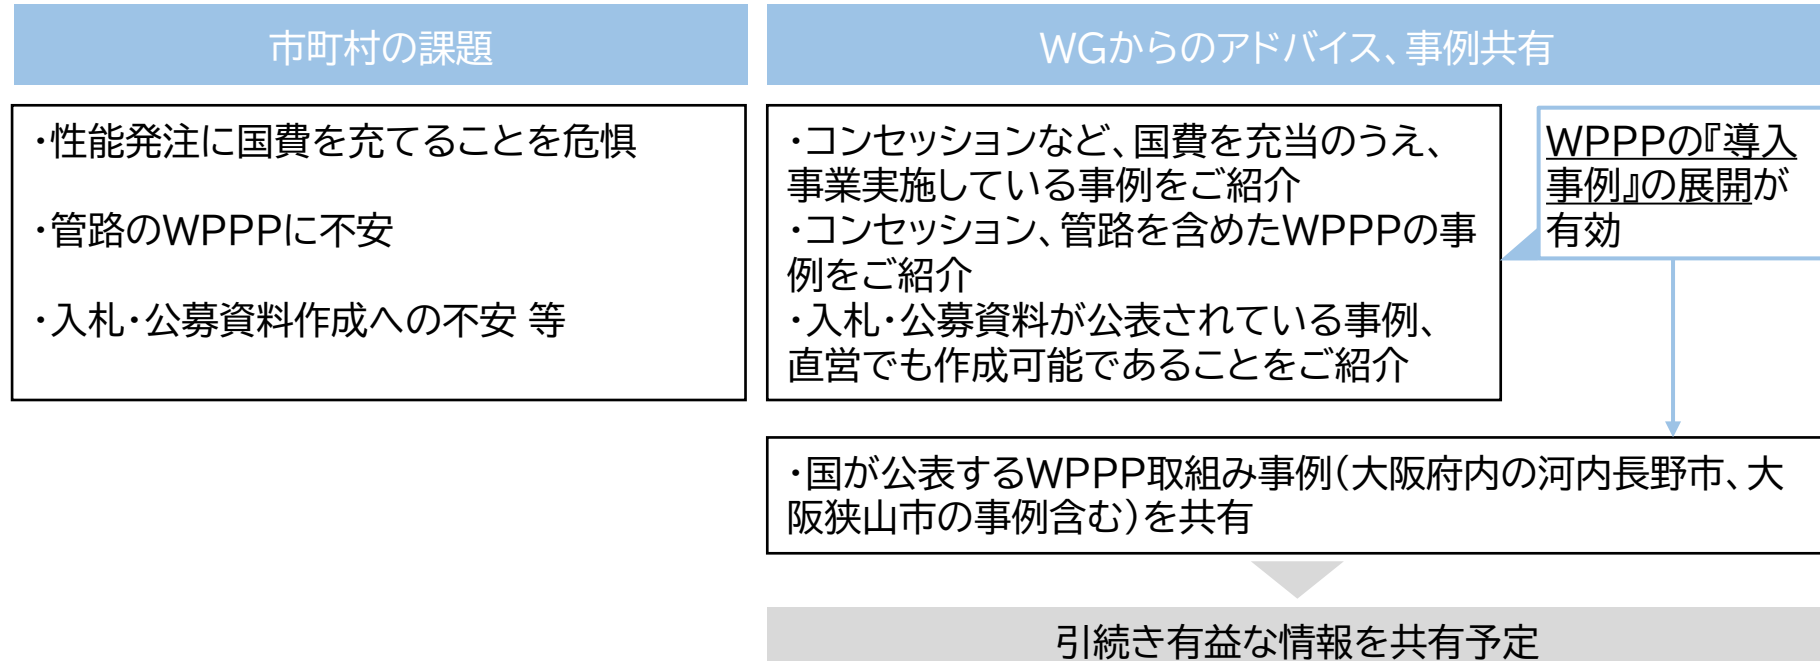 市町村の課題
WGからのアドバイス、事例共有
・性能発注に国費を充てることを危惧
・管路のWPPPに不安
・入札・公募資料作成への不安 等
・コンセッションなど、国費を充当のうえ、
事業実施している事例をご紹介
・コンセッション、管路を含めたWPPPの事
例をご紹介
・入札・公募資料が公表されている事例、
直営でも作成可能であることをご紹介
WPPPの『導入
事例』の展開が
有効
・国が公表するWPPP取組み事例(大阪府内の河内長野市、大
阪狭山市の事例含む)を共有
引続き有益な情報を共有予定